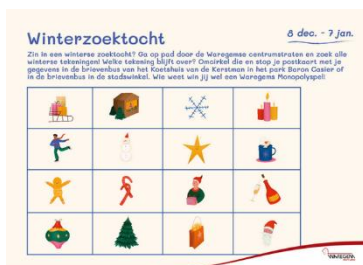 Winterzoektocht
8 dec. - 7 jan.
Zin in een winterse zoektocht? Ga op pad door de Waregemse centrumstraten en zoek alle
winterse tekeningen! Welke tekening blijft over? Omcirkel die en stop je postkaart met je
gegevens in de brievenbus van het Koetshuis van de Kerstman in het park Baron Casier of
in de brievenbus in de stadswinkel. Wie weet win jij wel een Waregems Monopolyspel!
WAREGEM